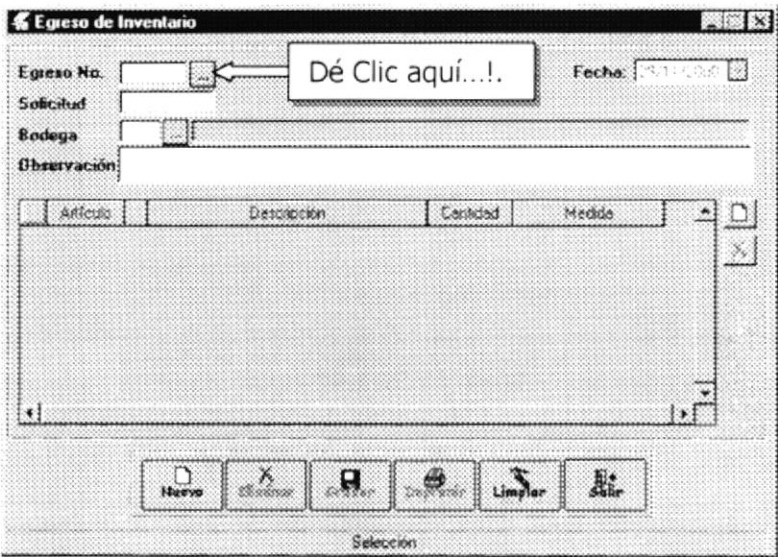 Egreso de Inventario
Egreso No.
...
Dé Clic aquí...!.
Fecha:
Solicitud
Bodega
...
Observación
Artículo Descripción Cantidad Medida
Nuevo Eliminar Grabar Imprimir Limpiar Salir
Selección